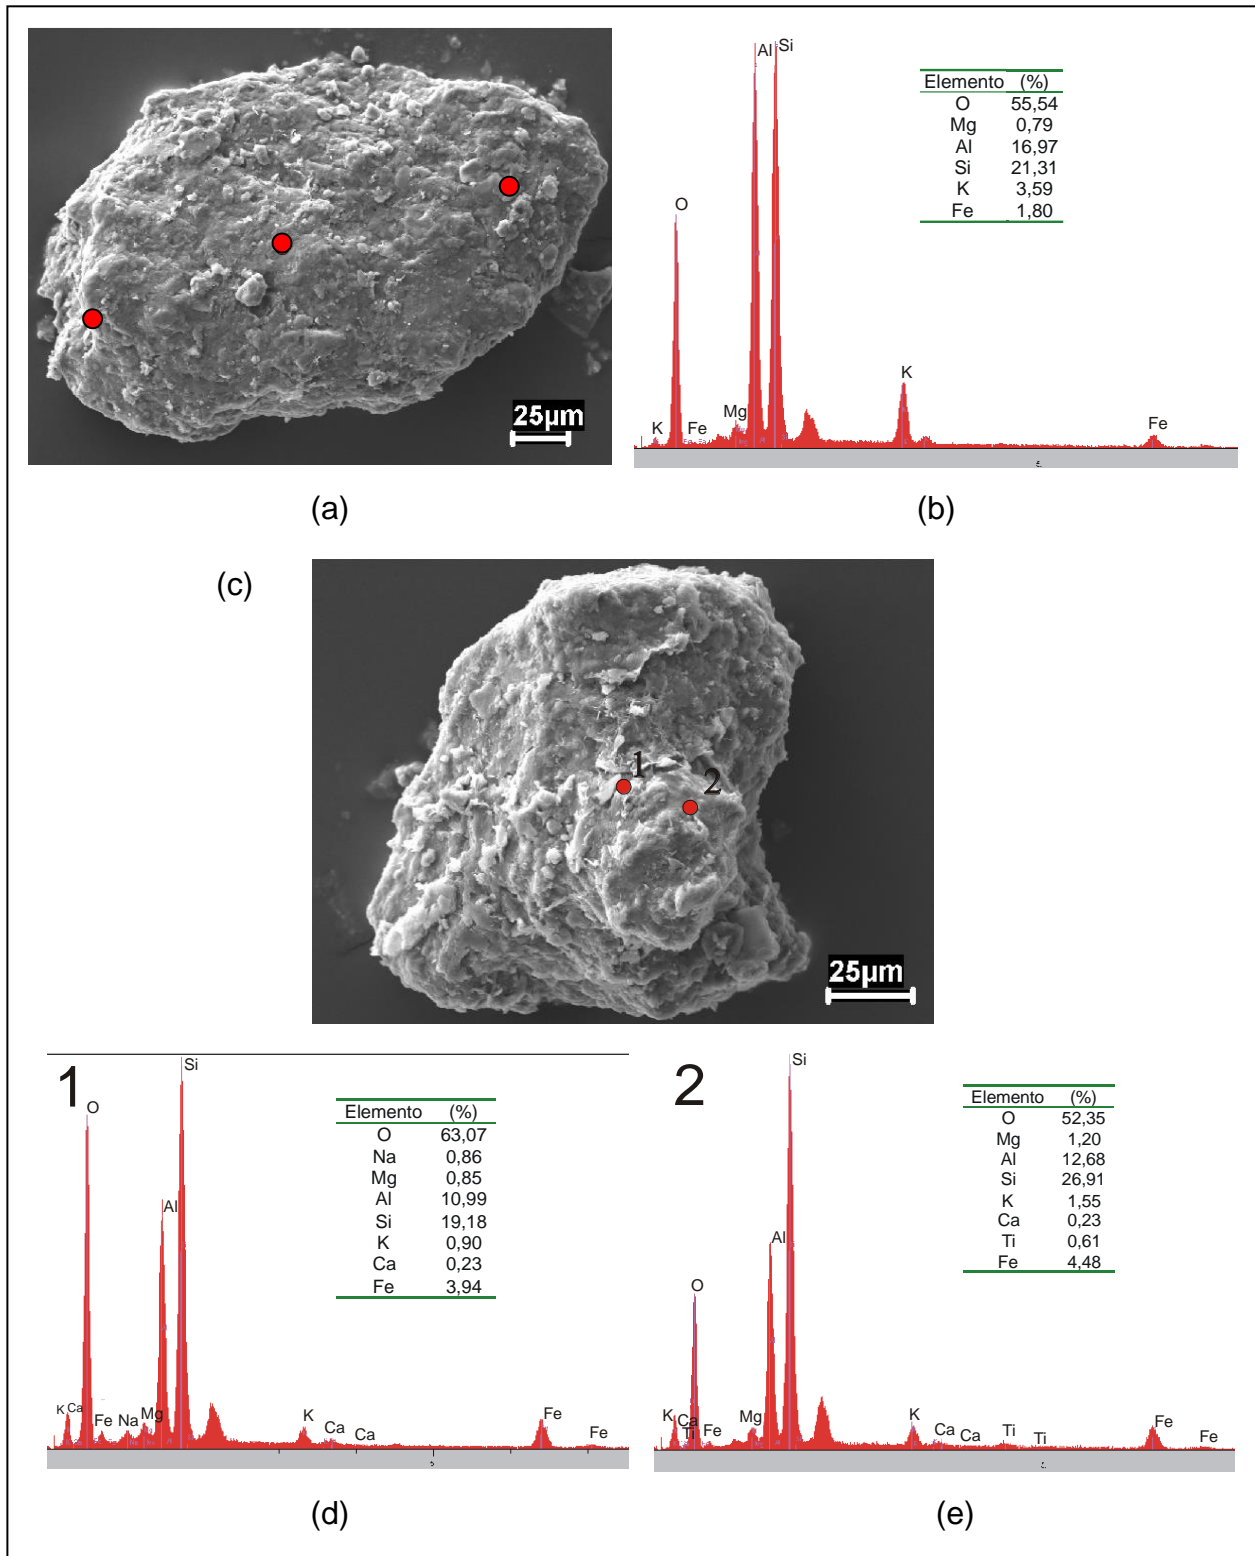 Al Si
O
K Fe Mg K Fe
Elemento (%)
O 55,54
Mg 0,79
Al 16,97
Si 21,31
K 3,59
Fe 1,80
25µm
(a)
(b)
(c)
1
2
25µm
1
Si
O
Al
K Ca Fe Na Mg K Ca Ca Fe Fe
Elemento (%)
O 63,07
Na 0,86
Mg 0,85
Al 10,99
Si 19,18
K 0,90
Ca 0,23
Fe 3,94
2
Si
Al
O
K Ca Ti Fe Mg K Ca Ca Ti Ti Fe Fe
Elemento (%)
O 52,35
Mg 1,20
Al 12,68
Si 26,91
K 1,55
Ca 0,23
Ti 0,61
Fe 4,48
(d)
(e)